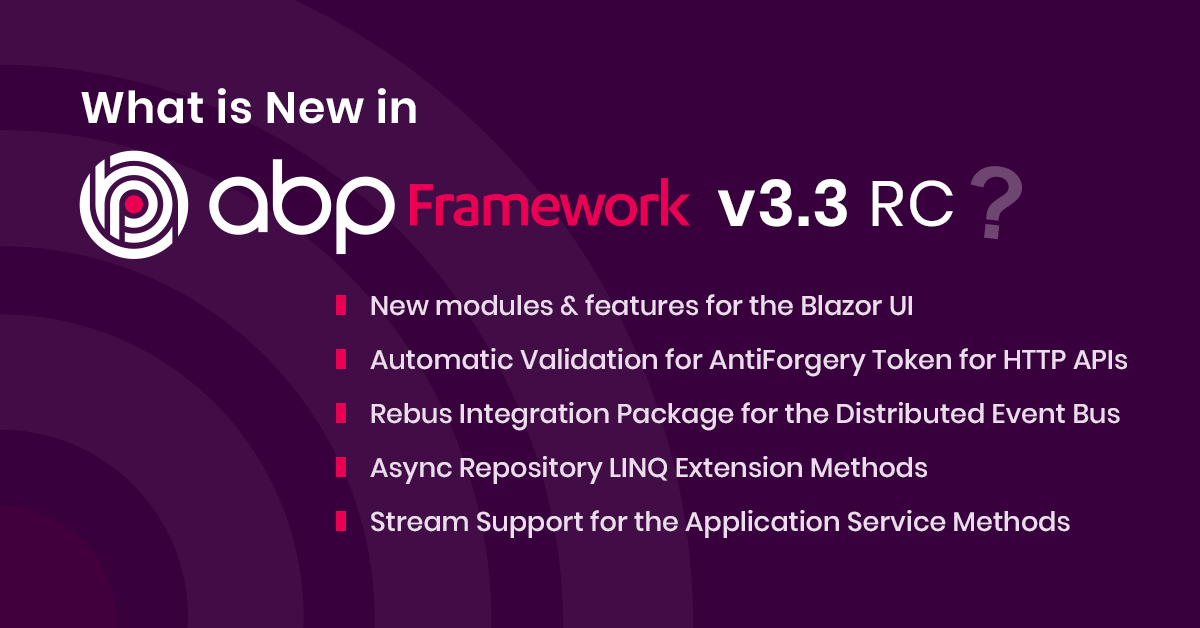 What is New in
abp Framework v3.3 RC ?
New modules & features for the Blazor UI
Automatic Validation for AntiForgery Token for HTTP APIs
Rebus Integration Package for the Distributed Event Bus
Async Repository LINQ Extension Methods
Stream Support for the Application Service Methods